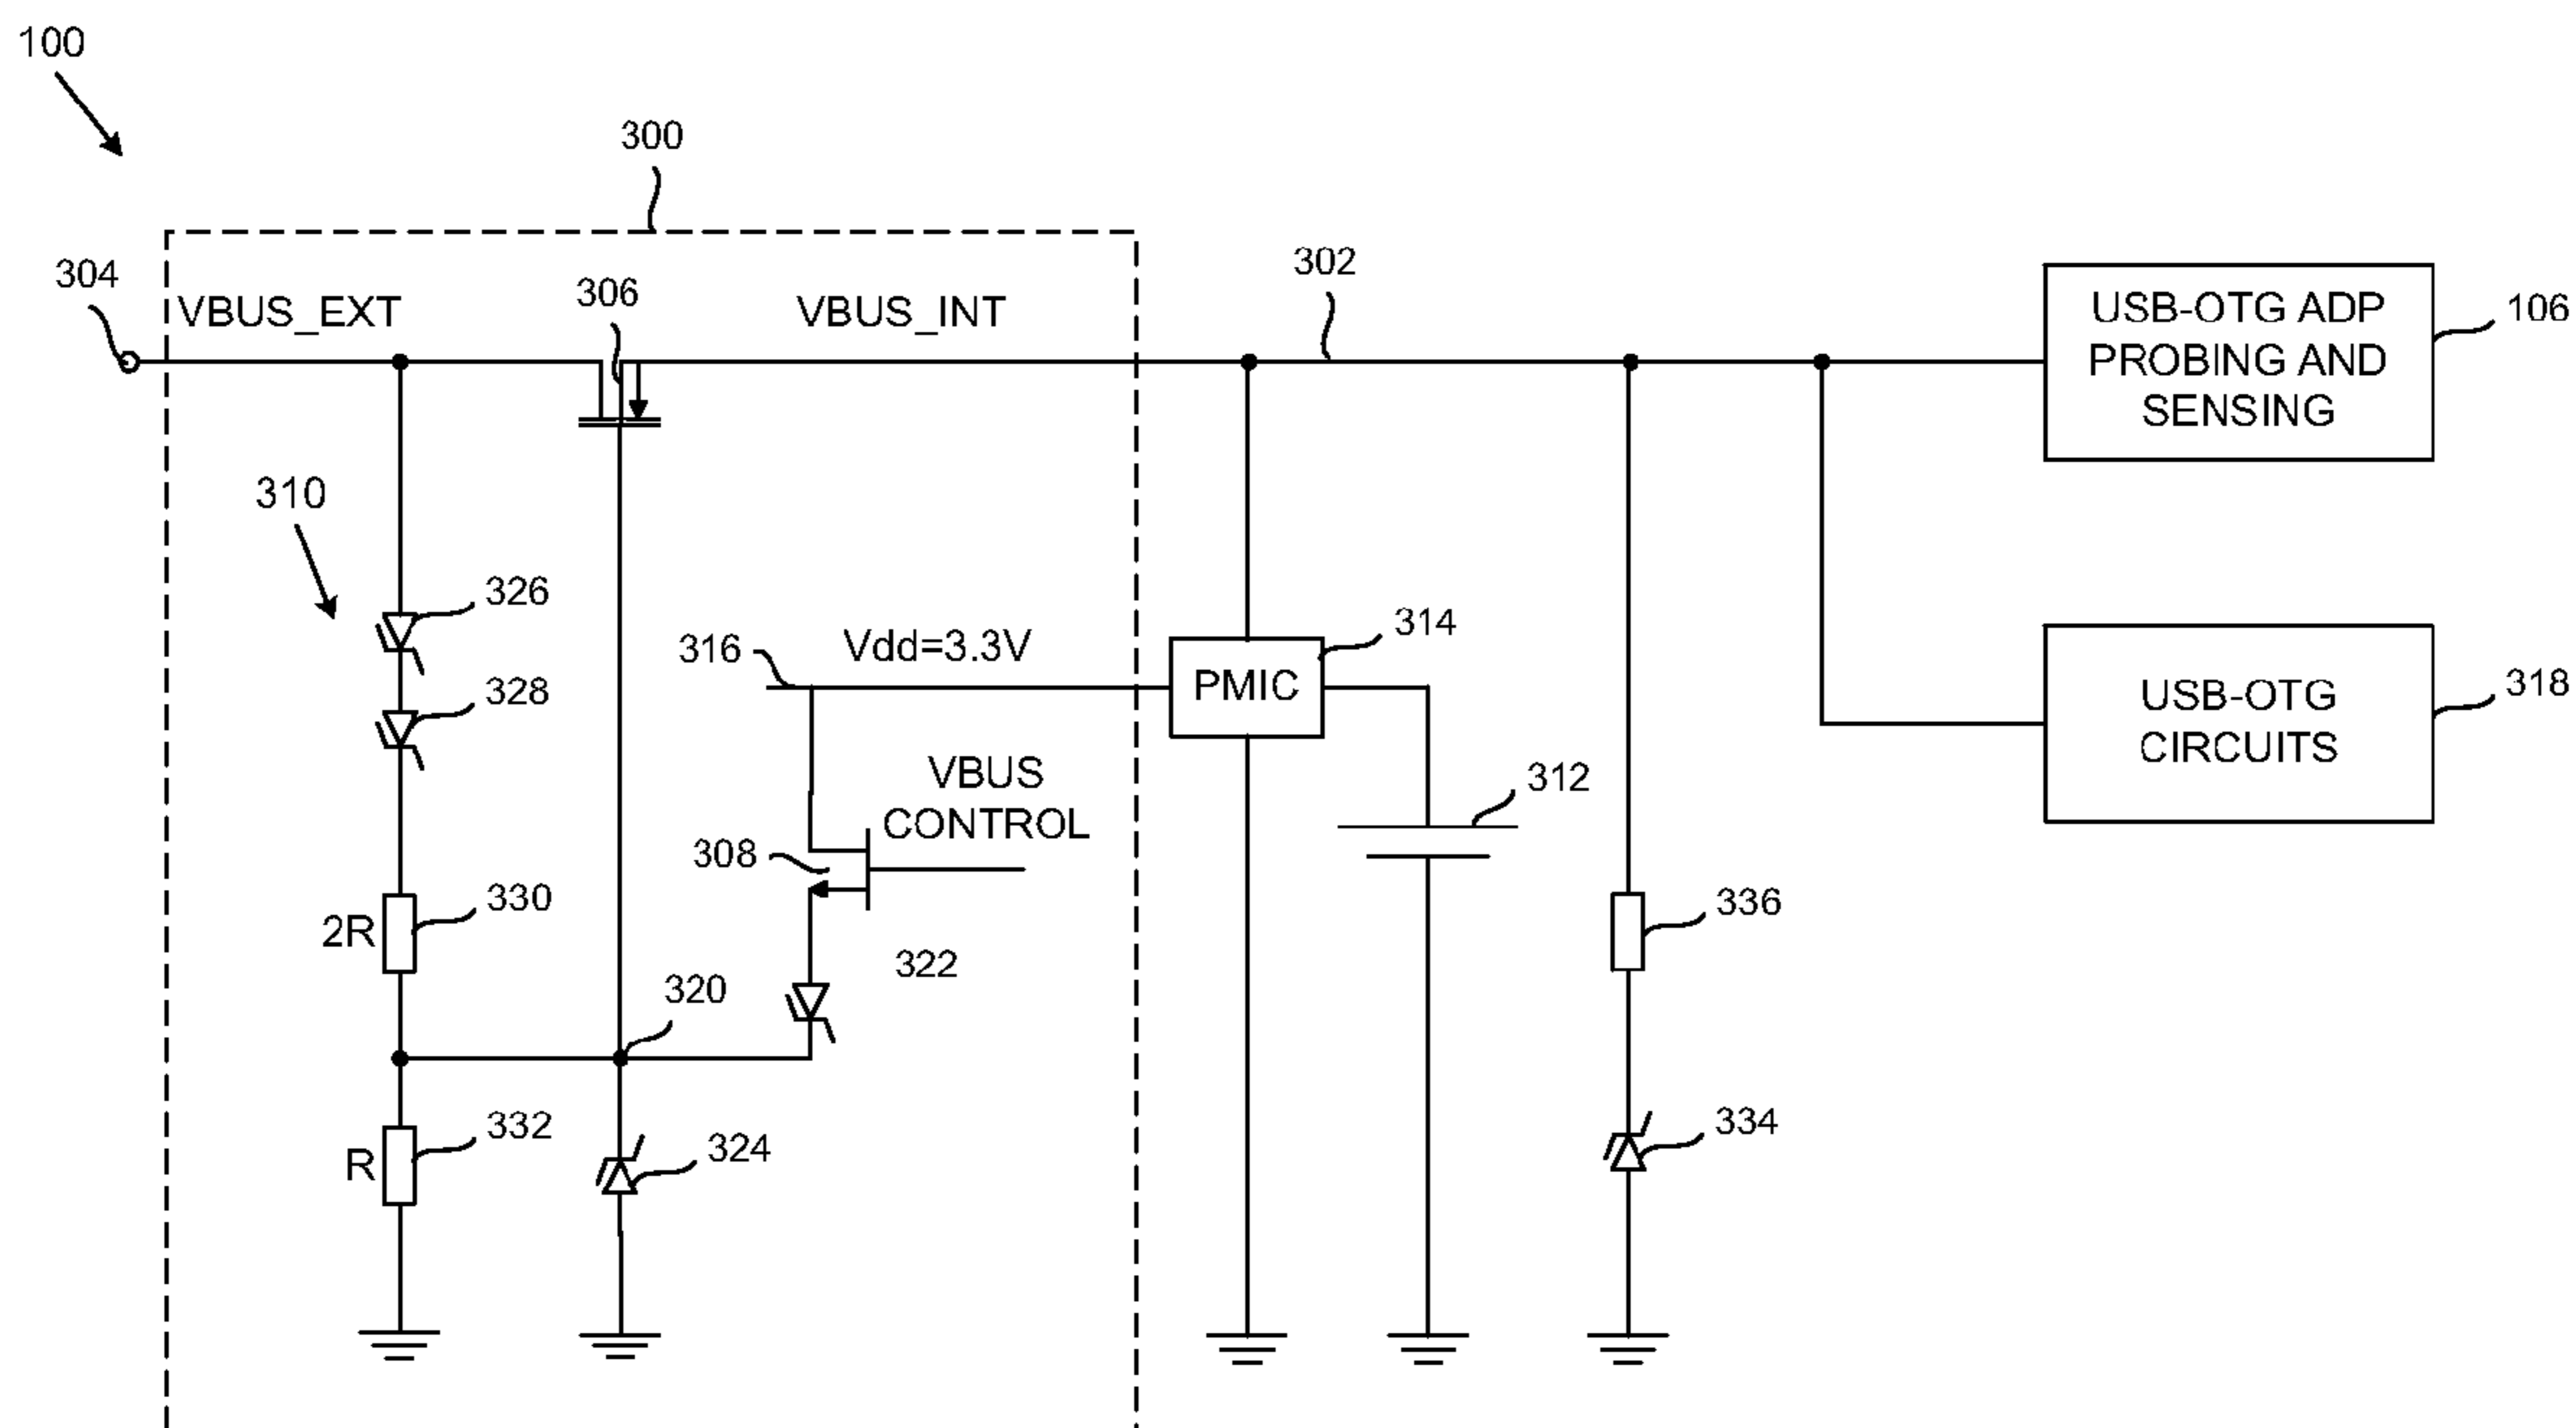 100
300
304
VBUS_EXT
306
VBUS_INT
302
USB-OTG ADP
PROBING AND
SENSING
106
310
326
328
316
Vdd=3.3V
314
PMIC
USB-OTG
CIRCUITS
318
VBUS
CONTROL
308
312
2R
330
322
336
320
R
332
324
334